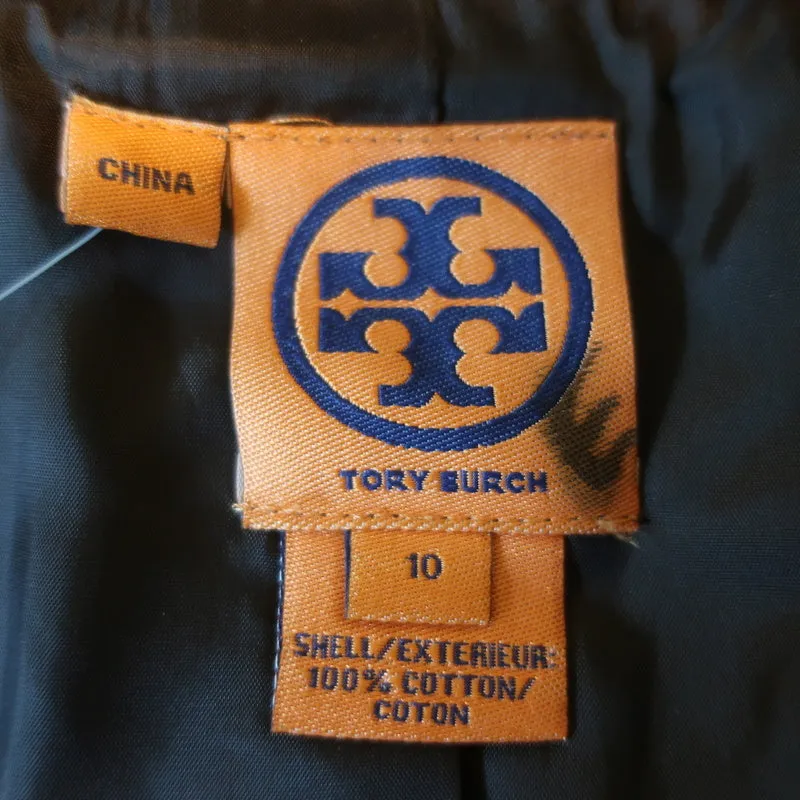 CHINA
TORY BURCH
10
SHELL/EXTERIEUR:
100% COTTON/
COTON